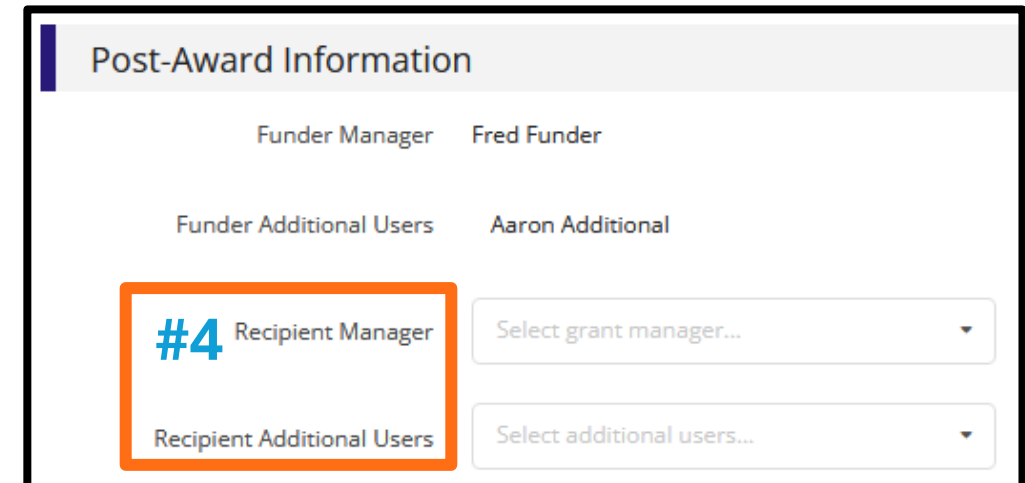 Post-Award Information
Funder Manager Fred Funder
Funder Additional Users Aaron Additional
#4 Recipient Manager Select grant manager...
Recipient Additional Users Select additional users...